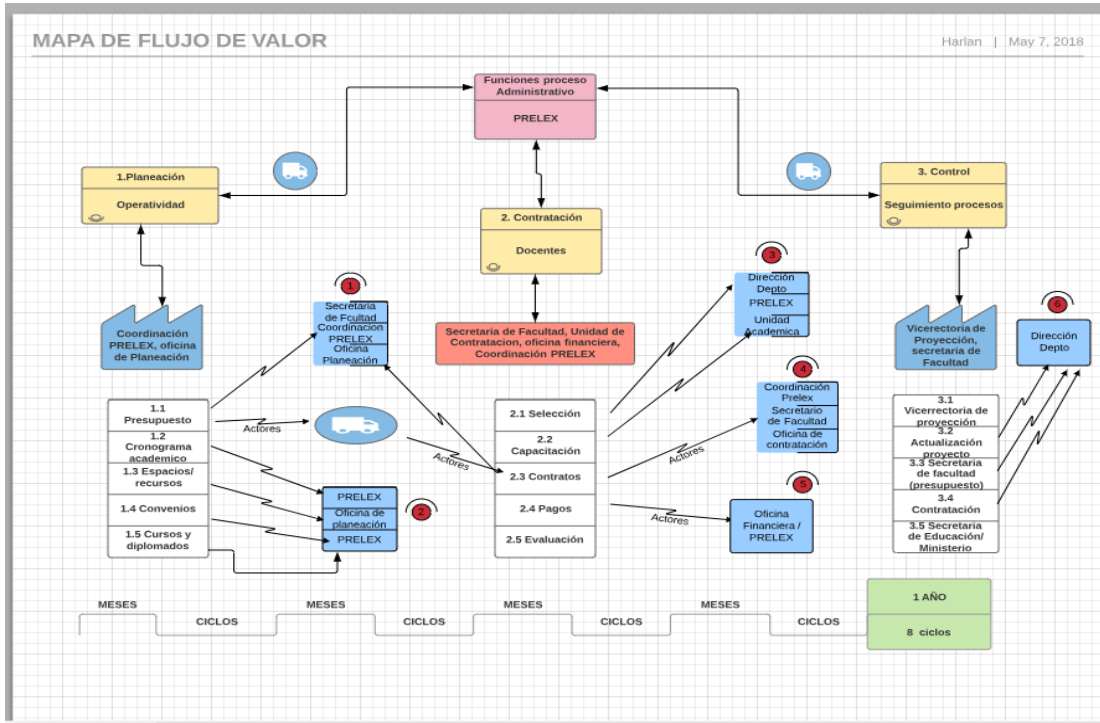 MAPA DE FLUJO DE VALOR
Harlan | May 7, 2018
Funciones proceso
Administrativo
PRELEX
1.Planeación
Operatividad
2. Contratación
Docentes
3. Control
Seguimiento procesos
Coordinación
PRELEX, oficina
de Planeación
1
Secretaria
de Fcultad
Coordinacion
PRELEX
Oficina
Planeación
Secretaria de Facultad, Unidad de
Contratacion, oficina financiera,
Coordinación PRELEX
3
Dirección
Depto
PRELEX
Unidad
Academica
Vicerectoria de
Proyección,
secretaria de
Facultad
6
Dirección
Depto
1.1
Presupuesto
1.2
Cronograma
academico
1.3 Espacios/
recursos
1.4 Convenios
1.5 Cursos y
diplomados
Actores
Actores
PRELEX
Oficina de
planeación
PRELEX
2
2.1 Selección
2.2
Capacitación
2.3 Contratos
2.4 Pagos
2.5 Evaluación
Actores
Actores
4
Coordinación
Prelex
Secretario
de Facultad
Oficina de
contratación
5
Oficina
Financiera /
PRELEX
3.1
Vicerrectoria de
proyección
3.2
Actualización
proyecto
3.3 Secretaria
de facultad
(presupuesto)
3.4
Contratación
3.5 Secretaria
de Educación/
Ministerio
MESES
CICLOS
MESES
CICLOS
MESES
CICLOS
MESES
CICLOS
1 AÑO
8 ciclos